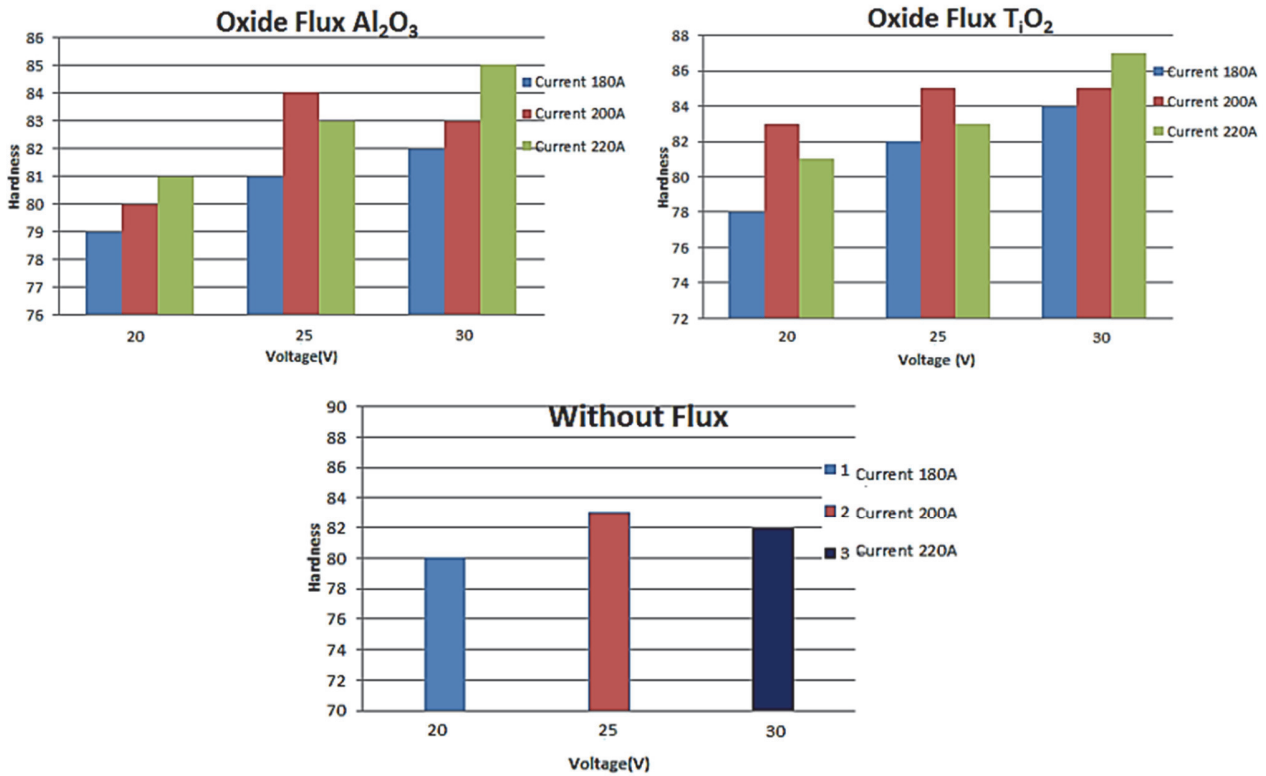 Oxide Flux Al₂O₃
86
85
84
83
82
81
80
79
78
77
76
Hardness
20
25
30
Voltage(V)
Current 180A
Current 200A
Current 220A
Oxide Flux TᵢO₂
88
86
84
82
80
78
76
74
72
Hardness
20
25
30
Voltage (V)
Current 180A
Current 200A
Current 220A
Without Flux
90
88
86
84
82
80
78
76
74
72
70
Hardness
20
25
30
Voltage(V)
1 Current 180A
2 Current 200A
3 Current 220A